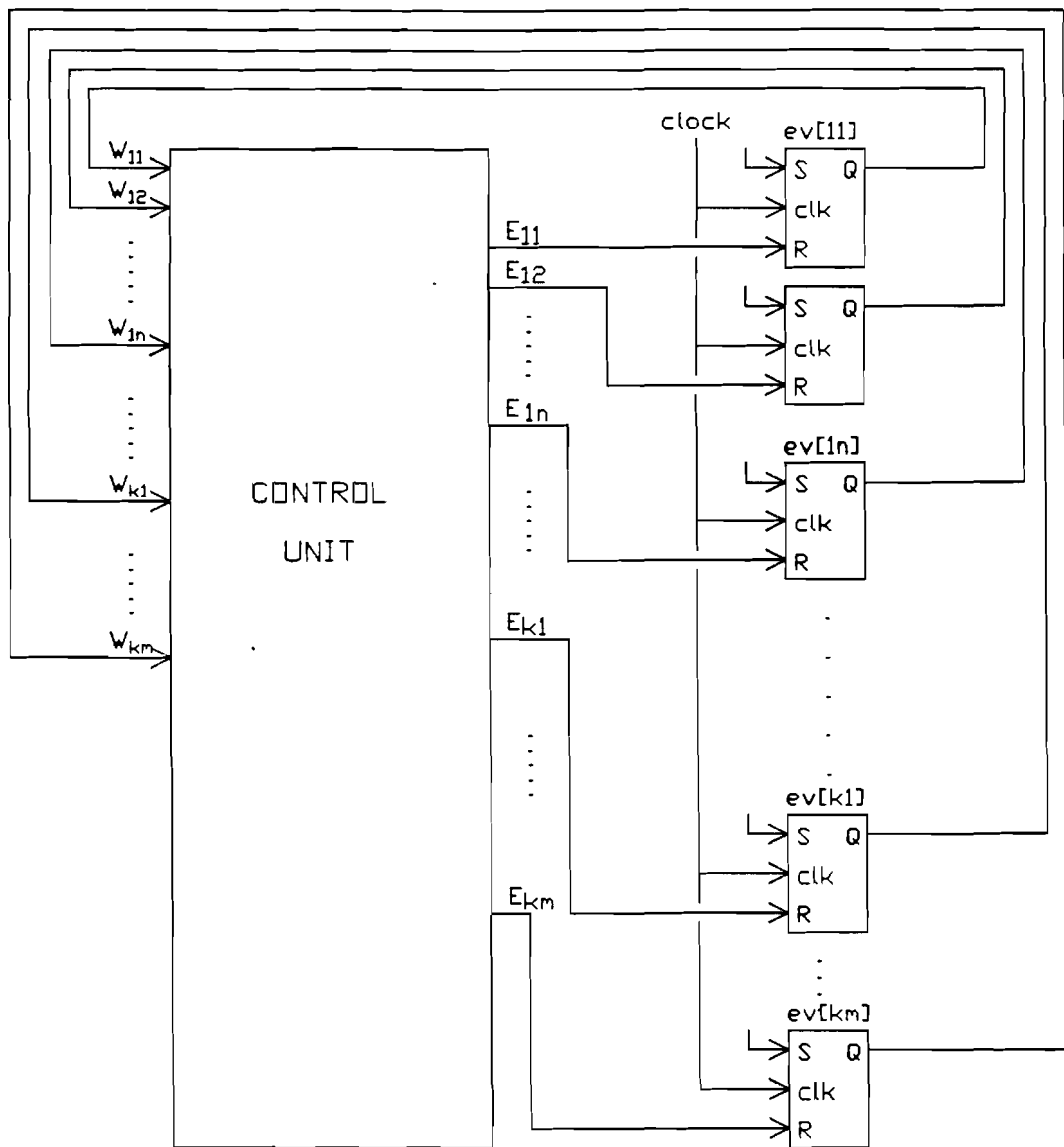 clock
ev[11]
W11
S Q
W12
clk
E11
R
E12
S Q
W1n
clk
R
E1n
ev[1n]
S Q
Wk1
CONTROL
clk
UNIT
R
Wkm
Ek1
ev[k1]
S Q
clk
Ekm
R
ev[km]
S Q
clk
R